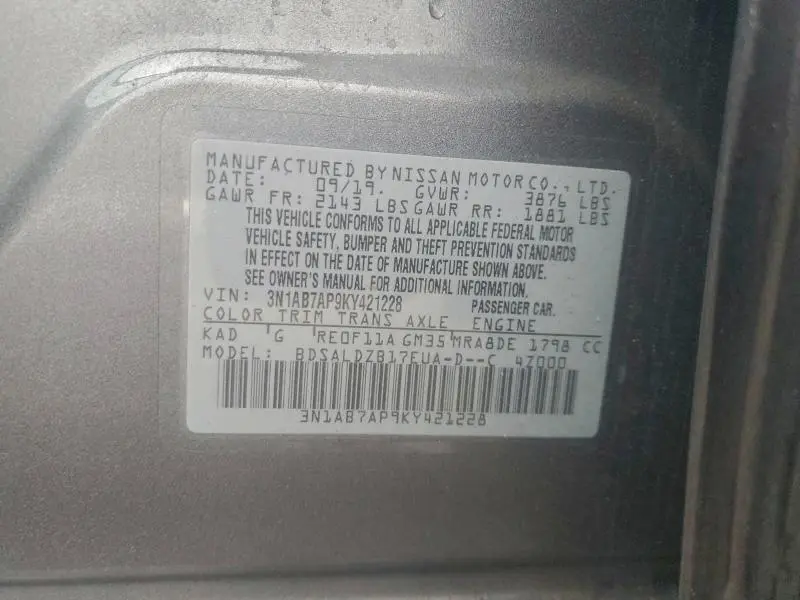 MANUFACTURED BY NISSAN MOTOR CO., LTD.
DATE: 09/19. GVWR: 3876 LBS
GAWR FR: 2143 LBS GAWR RR: 1881 LBS
THIS VEHICLE CONFORMS TO ALL APPLICABLE FEDERAL MOTOR
VEHICLE SAFETY, BUMPER AND THEFT PREVENTION STANDARDS
IN EFFECT ON THE DATE OF MANUFACTURE SHOWN ABOVE.
SEE OWNER'S MANUAL FOR ADDITIONAL INFORMATION.
VIN: 3N1AB7AP9KY421228 PASSENGER CAR.
COLOR TRIM TRANS AXLE ENGINE
KAD G RE0F11A GM35 MRA8DE 1798 CC
MODEL: BDSALDZB17EUA-D--C 4Z000
3N1AB7AP9KY421228